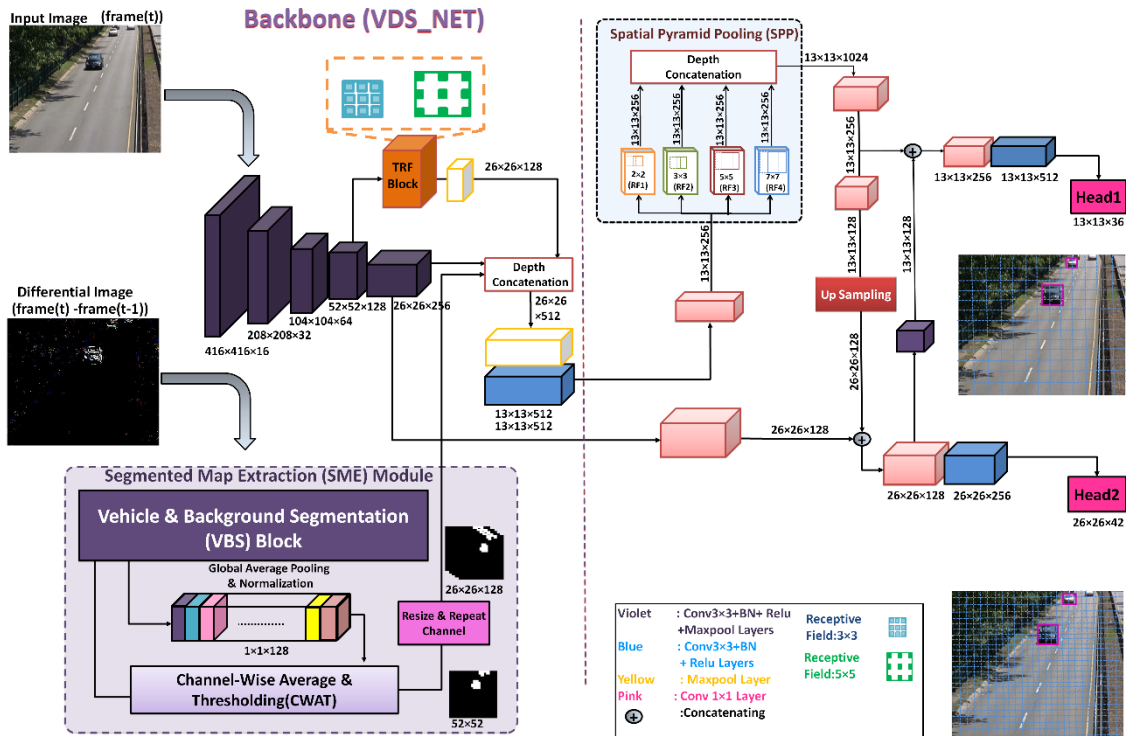 Input Image (frame(t))
Backbone (VDS_NET)
TRF
Block
26×26×128
Depth
Concatenation
416×416×16
208×208×32
104×104×64
52×52×128
26×26×256
26×26
×512
13×13×512
13×13×512
Differential Image
(frame(t) -frame(t-1))
Segmented Map Extraction (SME) Module
Vehicle & Background Segmentation
(VBS) Block
Global Average Pooling
& Normalization
1×1×128
Channel-Wise Average &
Thresholding(CWAT)
26×26×128
Resize & Repeat
Channel
52×52
Spatial Pyramid Pooling (SPP)
Depth
Concatenation
13×13×256
13×13×256
13×13×256
13×13×256
2×2
(RF1)
3×3
(RF2)
5×5
(RF3)
7×7
(RF4)
13×13×256
13×13×1024
13×13×256
13×13×128
Up Sampling
26×26×128
26×26×128
13×13×128
+
13×13×256
13×13×512
Head1
13×13×36
+
26×26×128
26×26×256
Head2
26×26×42
Violet : Conv3×3+BN+ Relu
+Maxpool Layers
Blue : Conv3×3+BN
+ Relu Layers
Yellow : Maxpool Layer
Pink : Conv 1×1 Layer
+ :Concatenating
Receptive
Field:3×3
Receptive
Field:5×5